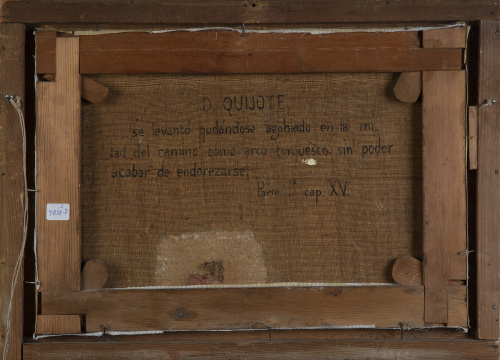 D. QUIJOTE
...se levantó quedándose agobiado en la mi-
tad del camino como arco turquesco, sin poder
acabar de enderezarse.
Parte 1ª cap. XV.